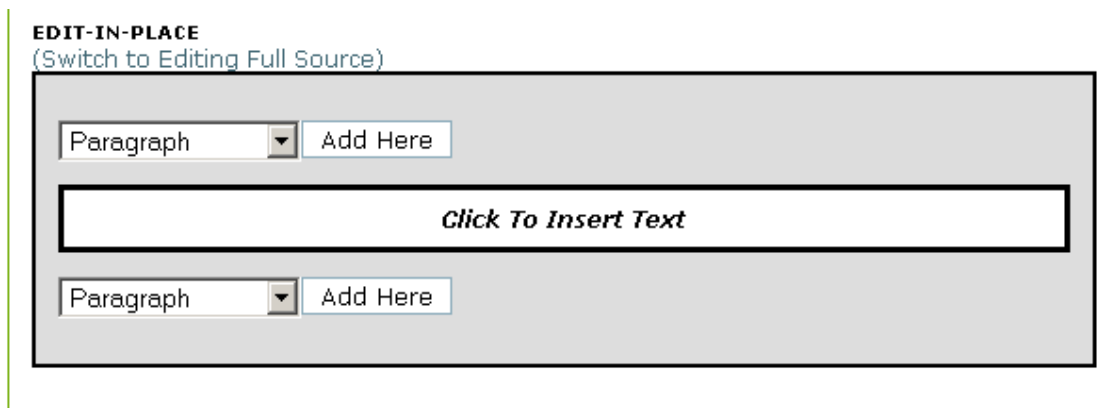 EDIT-IN-PLACE
(Switch to Editing Full Source)
Paragraph Add Here
Click To Insert Text
Paragraph Add Here